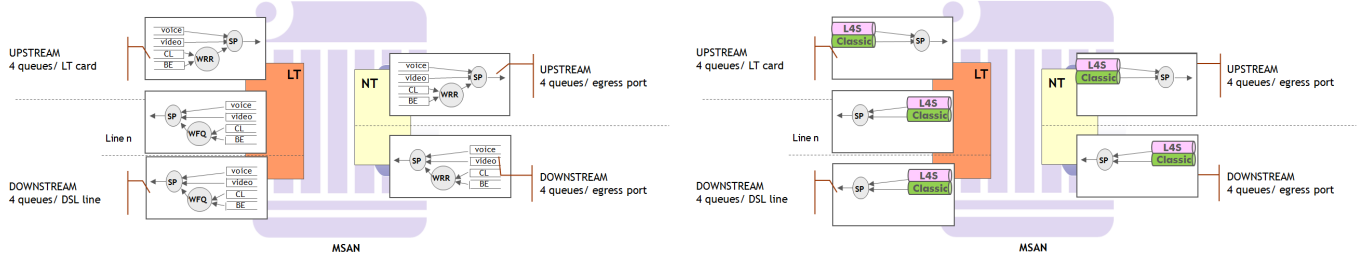 voice
video
CL
BE
WRR
SP
UPSTREAM
4 queues/ LT card
LT
NT
voice
video
CL
BE
WRR
SP
UPSTREAM
4 queues/ egress port
SP
WFQ
voice
video
CL
BE
Line n
SP
WRR
voice
video
CL
BE
DOWNSTREAM
4 queues/ egress port
SP
WFQ
voice
video
CL
BE
DOWNSTREAM
4 queues/ DSL line
MSAN
L4S
Classic
SP
UPSTREAM
4 queues/ LT card
LT
NT
L4S
Classic
SP
UPSTREAM
4 queues/ egress port
SP
L4S
Classic
Line n
SP
L4S
Classic
DOWNSTREAM
4 queues/ egress port
SP
L4S
Classic
DOWNSTREAM
4 queues/ DSL line
MSAN